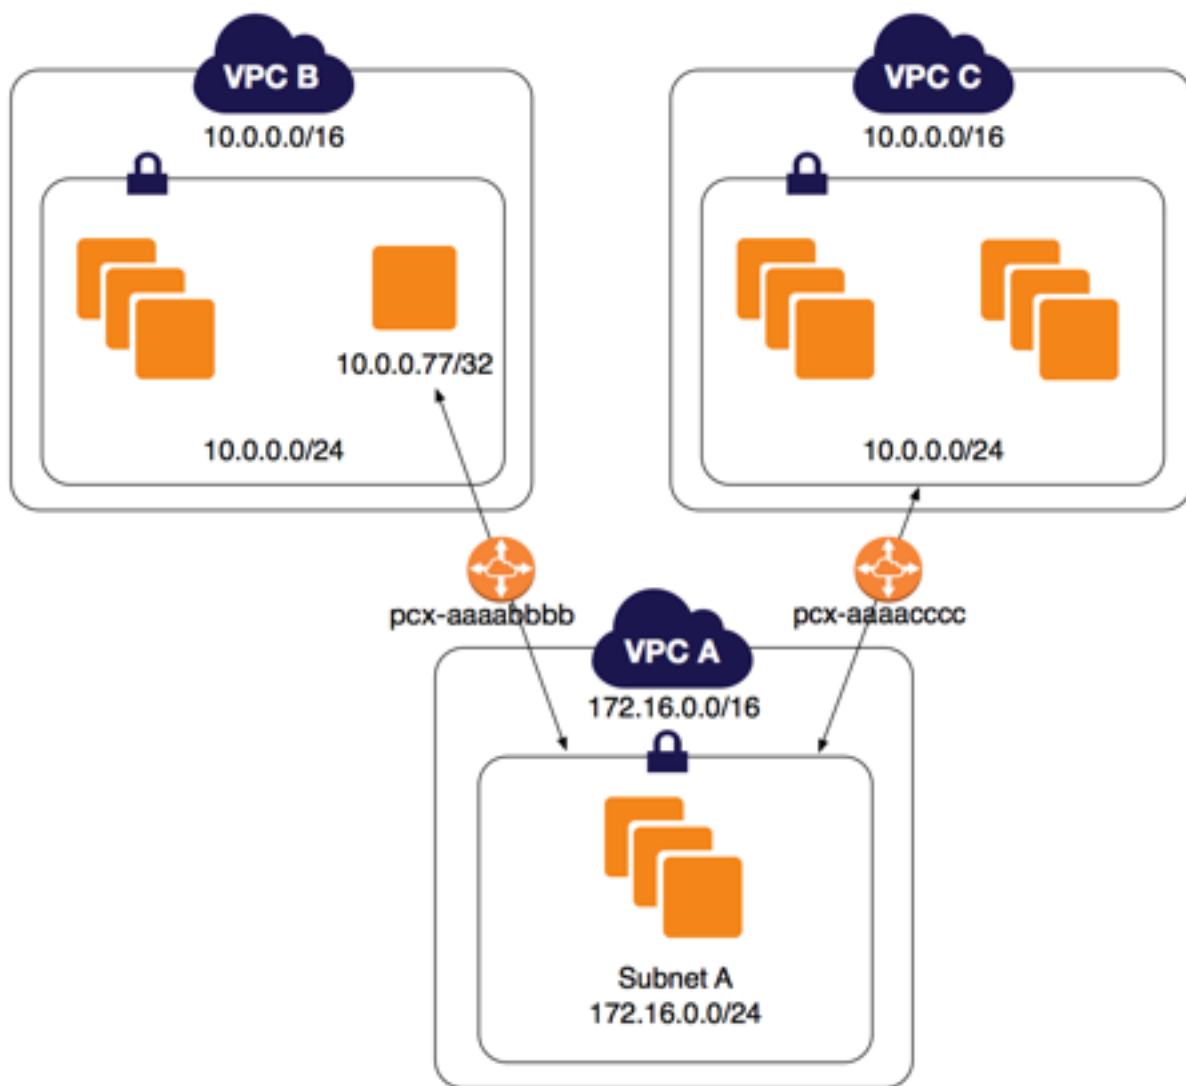 VPC B
10.0.0.0/16
10.0.0.77/32
10.0.0.0/24
VPC C
10.0.0.0/16
10.0.0.0/24
pcx-aaaabbbb
pcx-aaaacccc
VPC A
172.16.0.0/16
Subnet A
172.16.0.0/24